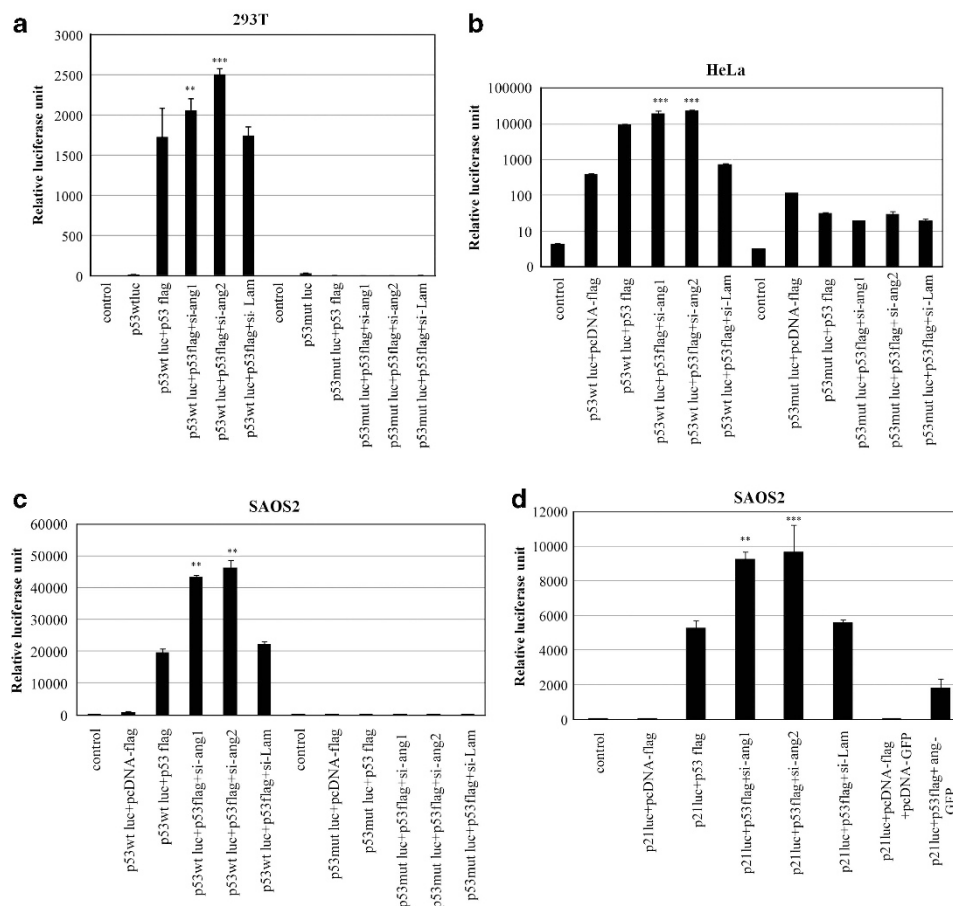 a
293T
Relative luciferase unit
3000
2500
2000
1500
1000
500
0
**
***
control
p53wtluc
p53wt luc+p53 flag
p53wt luc+p53flag+si-ang1
p53wt luc+p53flag+si-ang2
p53wt luc+p53flag+si- Lam
control
p53mut luc
p53mut luc+p53 flag
p53mut luc+p53flag+si-ang1
p53mut luc+p53flag+si-ang2
p53mut luc+p53flag+si-Lam
b
HeLa
Relative luciferase unit
100000
10000
1000
100
10
0
***
***
control
p53wt luc+pcDNA-flag
p53wt luc+p53 flag
p53wt luc+p53flag+si-ang1
p53wt luc+p53flag+si-ang2
p53wt luc+p53flag+si-Lam
control
p53mut luc+pcDNA-flag
p53mut luc+p53 flag
p53mut luc+p53flag+si-ang1
p53mut luc+p53flag+ si-ang2
p53mut luc+p53flag+si-Lam
c
SAOS2
Relative luciferase unit
60000
50000
40000
30000
20000
10000
0
**
**
control
p53wt luc+pcDNA-flag
p53wt luc+p53 flag
p53wt luc+p53flag+si-ang1
p53wt luc+p53flag+si-ang2
p53wt luc+p53flag+si-Lam
control
p53mut luc+pcDNA-flag
p53mut luc+p53 flag
p53mut luc+p53flag+si-ang1
p53mut luc+p53flag+si-ang2
p53mut luc+p53flag+si-Lam
d
SAOS2
Relative luciferase unit
12000
10000
8000
6000
4000
2000
0
**
***
control
p21luc+pcDNA-flag
p21luc+p53 flag
p21luc+p53flag+si-ang1
p21luc+p53flag+si-ang2
p21luc+p53flag+si-Lam
p21luc+pcDNA-flag
+pcDNA-GFP
p21luc+p53flag+ ang-
GFP